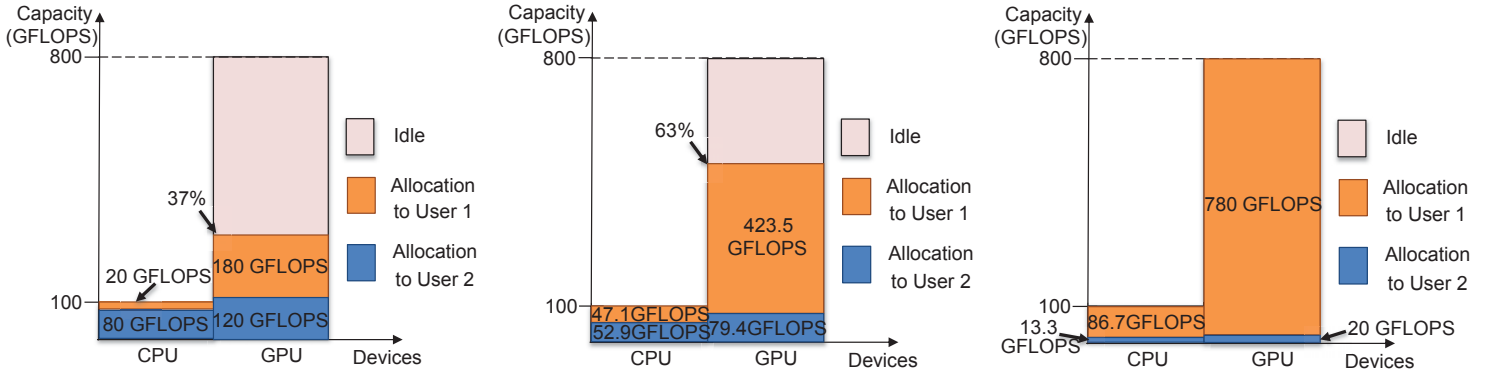 Capacity
(GFLOPS)
800
37%
20 GFLOPS
180 GFLOPS
100
80 GFLOPS
120 GFLOPS
CPU
GPU
Devices
Idle
Allocation
to User 1
Allocation
to User 2
Capacity
(GFLOPS)
800
63%
423.5
GFLOPS
100
47.1GFLOPS
52.9GFLOPS
79.4GFLOPS
CPU
GPU
Devices
Idle
Allocation
to User 1
Allocation
to User 2
Capacity
(GFLOPS)
800
780 GFLOPS
100
86.7GFLOPS
13.3
GFLOPS
20 GFLOPS
CPU
GPU
Devices
Idle
Allocation
to User 1
Allocation
to User 2